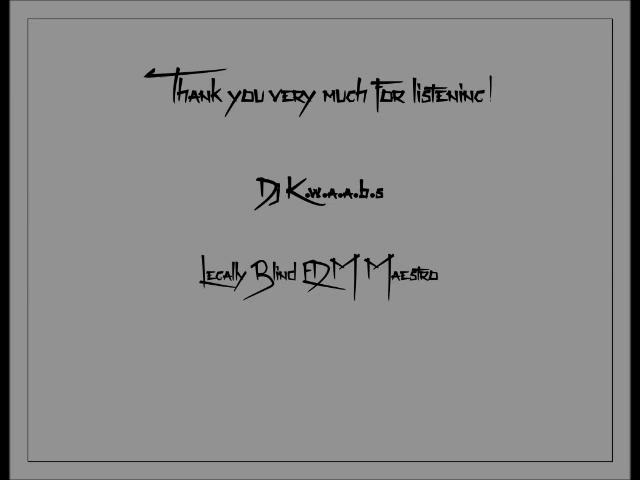 Thank you very much For listening!
DJ K.w.a.a.b.s
Legally Blind EDM Maestro